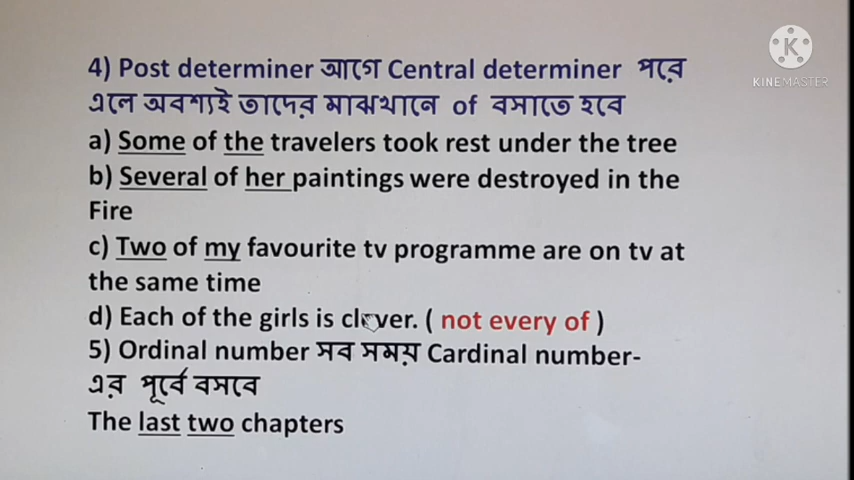 4) Post determiner আগে Central determiner পরে
এলে অবশ্যই তাদের মাঝখানে of বসাতে হবে
a) Some of the travelers took rest under the tree
b) Several of her paintings were destroyed in the
Fire
c) Two of my favourite tv programme are on tv at
the same time
d) Each of the girls is clever. ( not every of )
5) Ordinal number সব সময় Cardinal number-
এর পূর্বে বসবে
The last two chapters
K
KINEMASTER